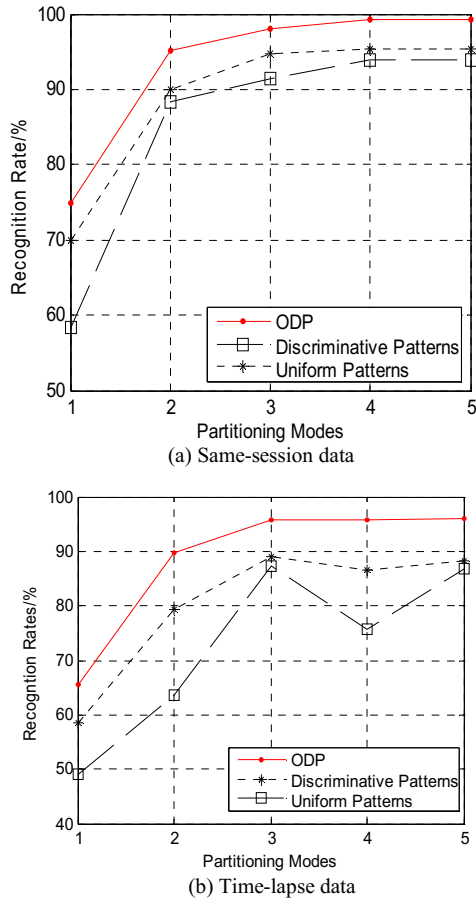 100
90
80
70
60
50
Recognition Rate/%
ODP
Discriminative Patterns
Uniform Patterns
1 2 3 4 5
Partitioning Modes
(a) Same-session data
100
90
80
70
60
50
40
Recogntion Rates/%
ODP
Discriminative Patterns
Uniform Patterns
1 2 3 4 5
Partitioning Modes
(b) Time-lapse data